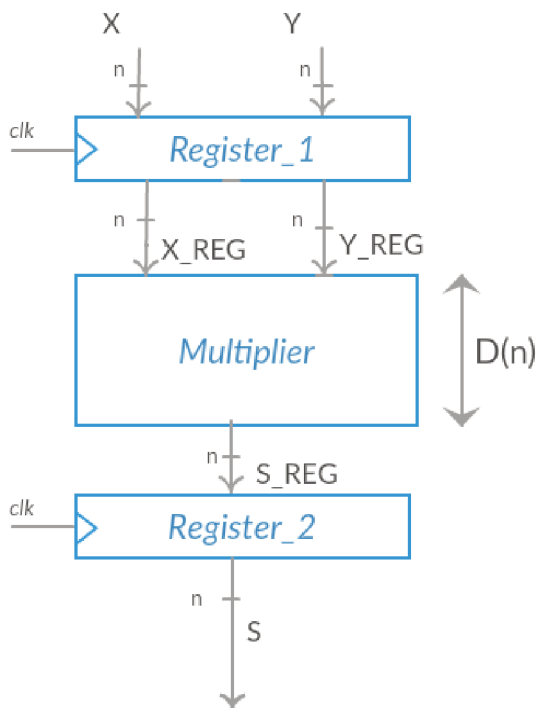 X Y
n n
clk
Register_1
n n
X_REG Y_REG
Multiplier
D(n)
n
S_REG
clk
Register_2
n
S